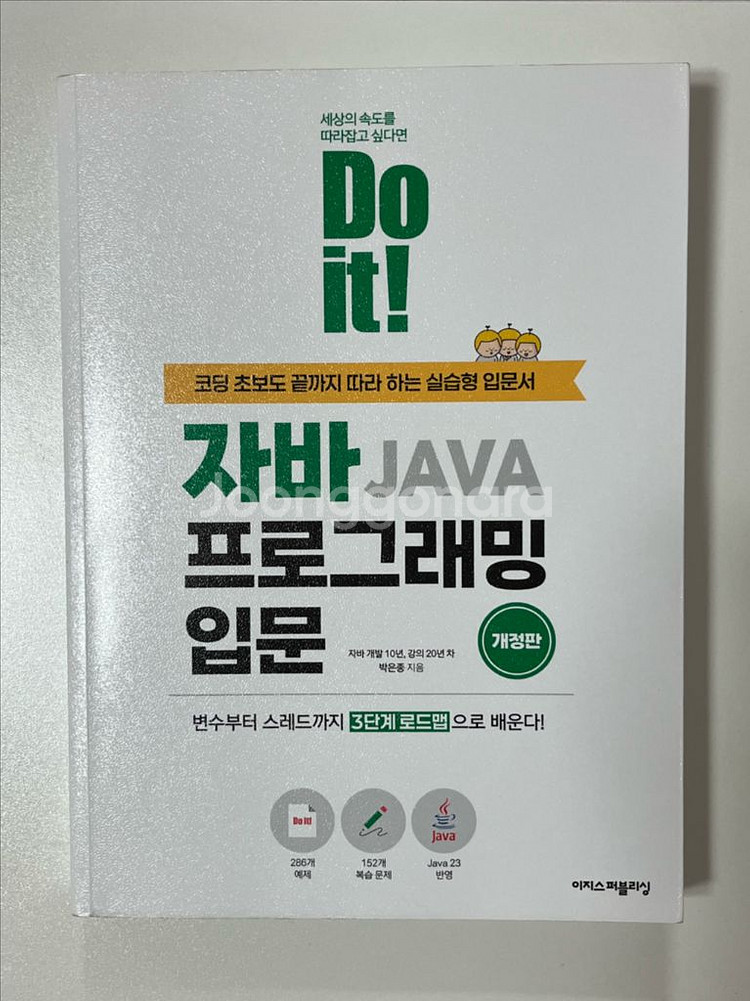 세상의 속도를
따라잡고 싶다면
Do
it!
코딩 초보도 끝까지 따라 하는 실습형 입문서
자바 JAVA
Joonggonara
프로그래밍
입문
자바 개발 10년, 강의 20년 차
박은종 지음
개정판
변수부터 스레드까지 3단계 로드맵으로 배운다!
Do it!
Java
286개
예제
152개
복습 문제
Java 23
반영
이지스퍼블리싱